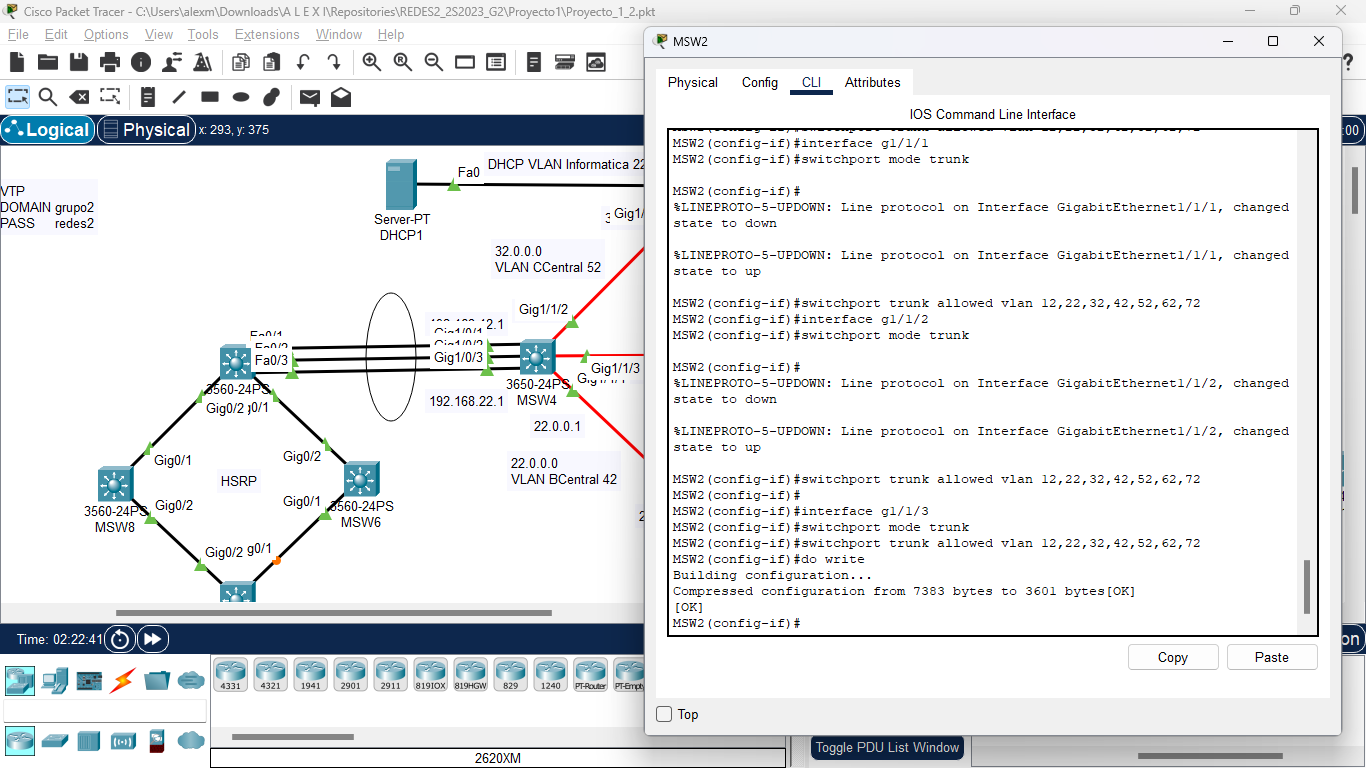 Cisco Packet Tracer - C:\Users\alexm\Downloads\A L E X I\Repositories\REDES2_2S2023_G2\Proyecto1\Proyecto_1_2.pkt
File Edit Options View Tools Extensions Window Help
Logical
Physical
x: 293, y: 375
VTP
DOMAIN grupo2
PASS redes2
Fa0
DHCP VLAN Informatica 22
Server-PT
DHCP1
Gig1/
32.0.0.0
VLAN CCentral 52
Gig1/1/2
Fa0/1
Fa0/3
Gig1/0/3
3560-24PS
Gig0/2
3650-24PS
MSW4
Gig1/1/3
192.168.22.1
22.0.0.1
22.0.0.0
VLAN BCentral 42
Gig0/1
Gig0/2
HSRP
3560-24PS
MSW8
Gig0/2
Gig0/1
3560-24PS
MSW6
Gig0/2
Time: 02:22:41
4331 4321 1941 2901 2911 819IOX 819HGW 829 1240 PT-Router PT-Empty
2620XM
MSW2
Physical Config CLI Attributes
IOS Command Line Interface
MSW2(config-if)#interface g1/1/1
MSW2(config-if)#switchport mode trunk
MSW2(config-if)#
%LINEPROTO-5-UPDOWN: Line protocol on Interface GigabitEthernet1/1/1, changed
state to down
%LINEPROTO-5-UPDOWN: Line protocol on Interface GigabitEthernet1/1/1, changed
state to up
MSW2(config-if)#switchport trunk allowed vlan 12,22,32,42,52,62,72
MSW2(config-if)#interface g1/1/2
MSW2(config-if)#switchport mode trunk
MSW2(config-if)#
%LINEPROTO-5-UPDOWN: Line protocol on Interface GigabitEthernet1/1/2, changed
state to down
%LINEPROTO-5-UPDOWN: Line protocol on Interface GigabitEthernet1/1/2, changed
state to up
MSW2(config-if)#switchport trunk allowed vlan 12,22,32,42,52,62,72
MSW2(config-if)#
MSW2(config-if)#interface g1/1/3
MSW2(config-if)#switchport mode trunk
MSW2(config-if)#switchport trunk allowed vlan 12,22,32,42,52,62,72
MSW2(config-if)#do write
Building configuration...
Compressed configuration from 7383 bytes to 3601 bytes[OK]
[OK]
MSW2(config-if)#
Copy
Paste
Top
Toggle PDU List Window